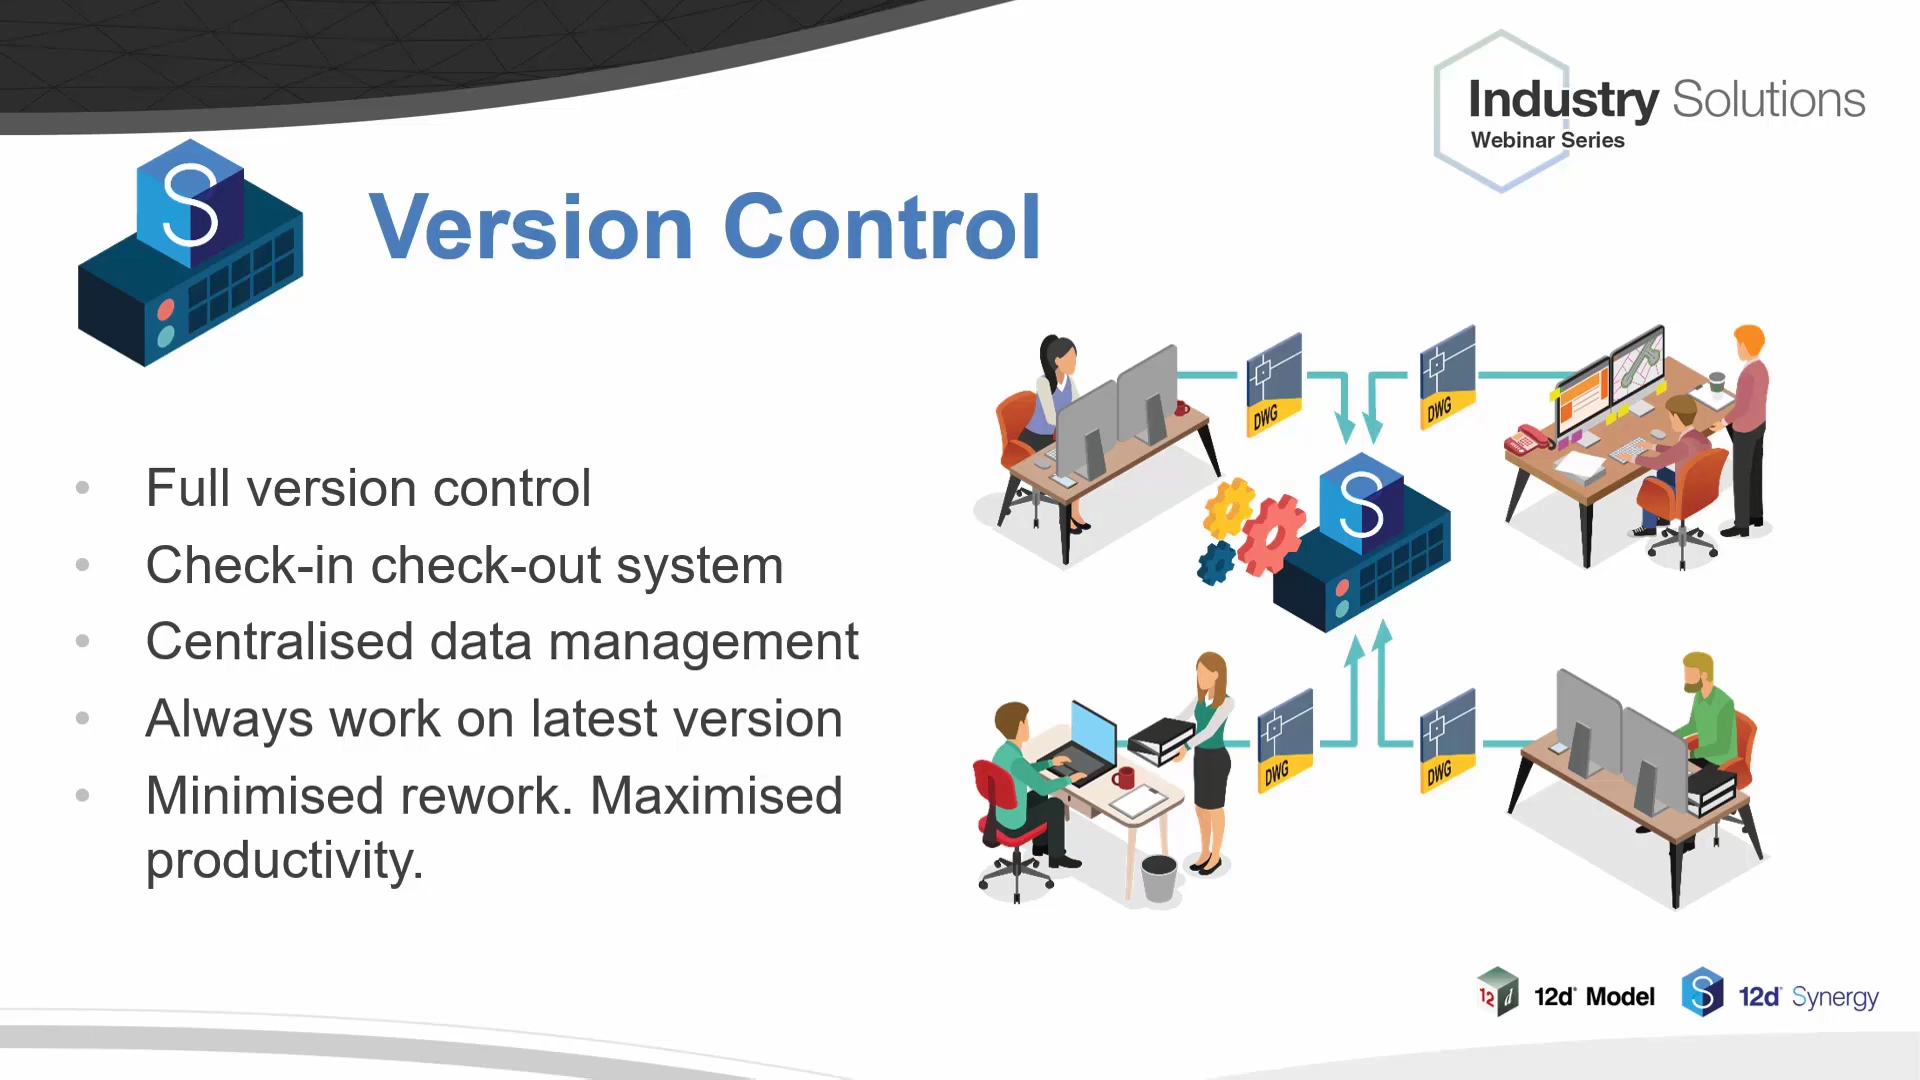 Industry Solutions
Webinar Series
S
Version Control
• Full version control
• Check-in check-out system
• Centralised data management
• Always work on latest version
• Minimised rework. Maximised
productivity.
DWG
DWG
S
DWG
DWG
12d
12d® Model
S
12d® Synergy